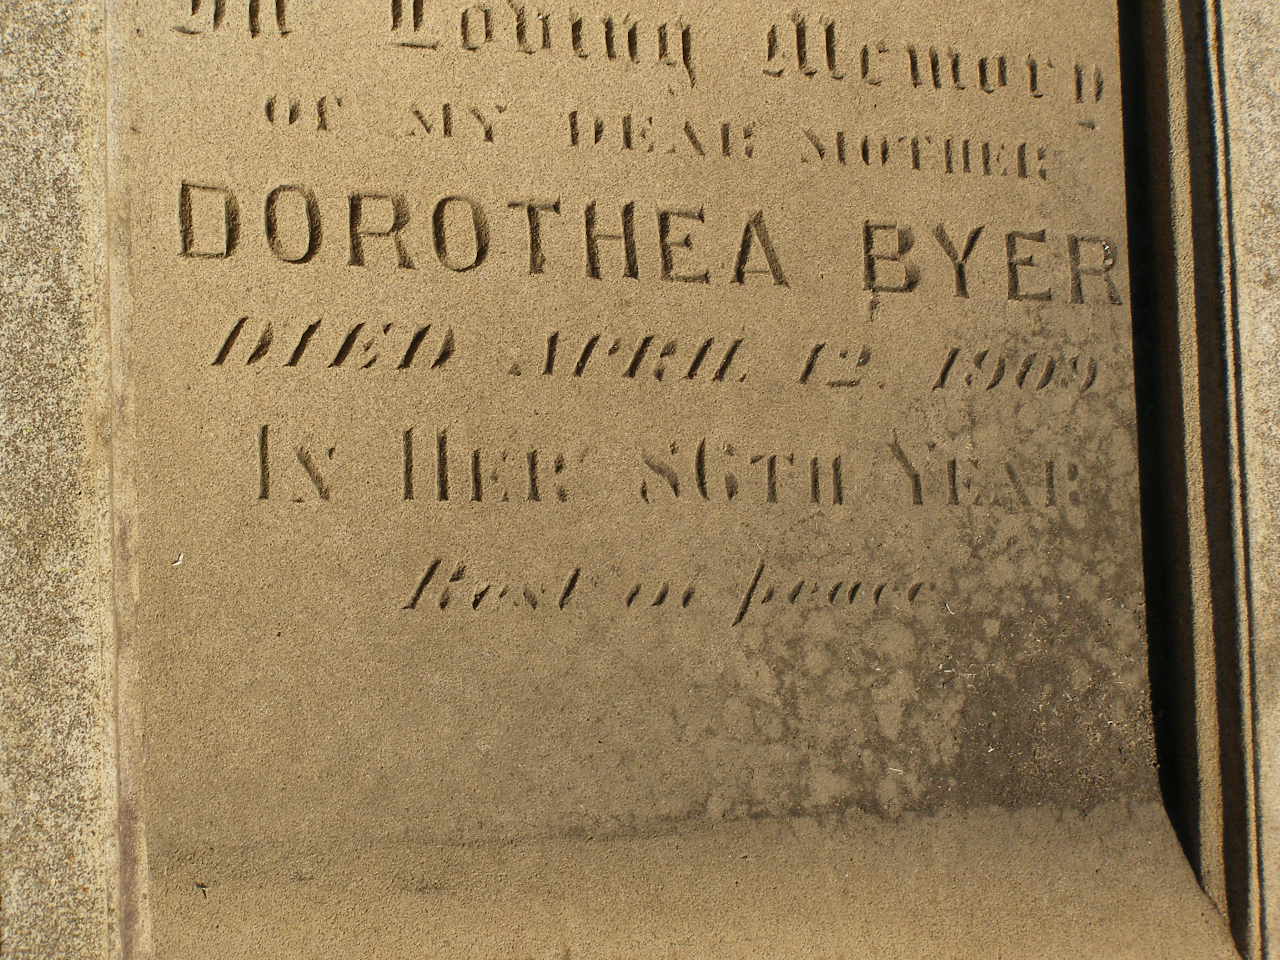 In Loving Memory
OF MY DEAR MOTHER
DOROTHEA BYER
DIED APRIL 12. 1909
IN HER 86TH YEAR
Rest in peace